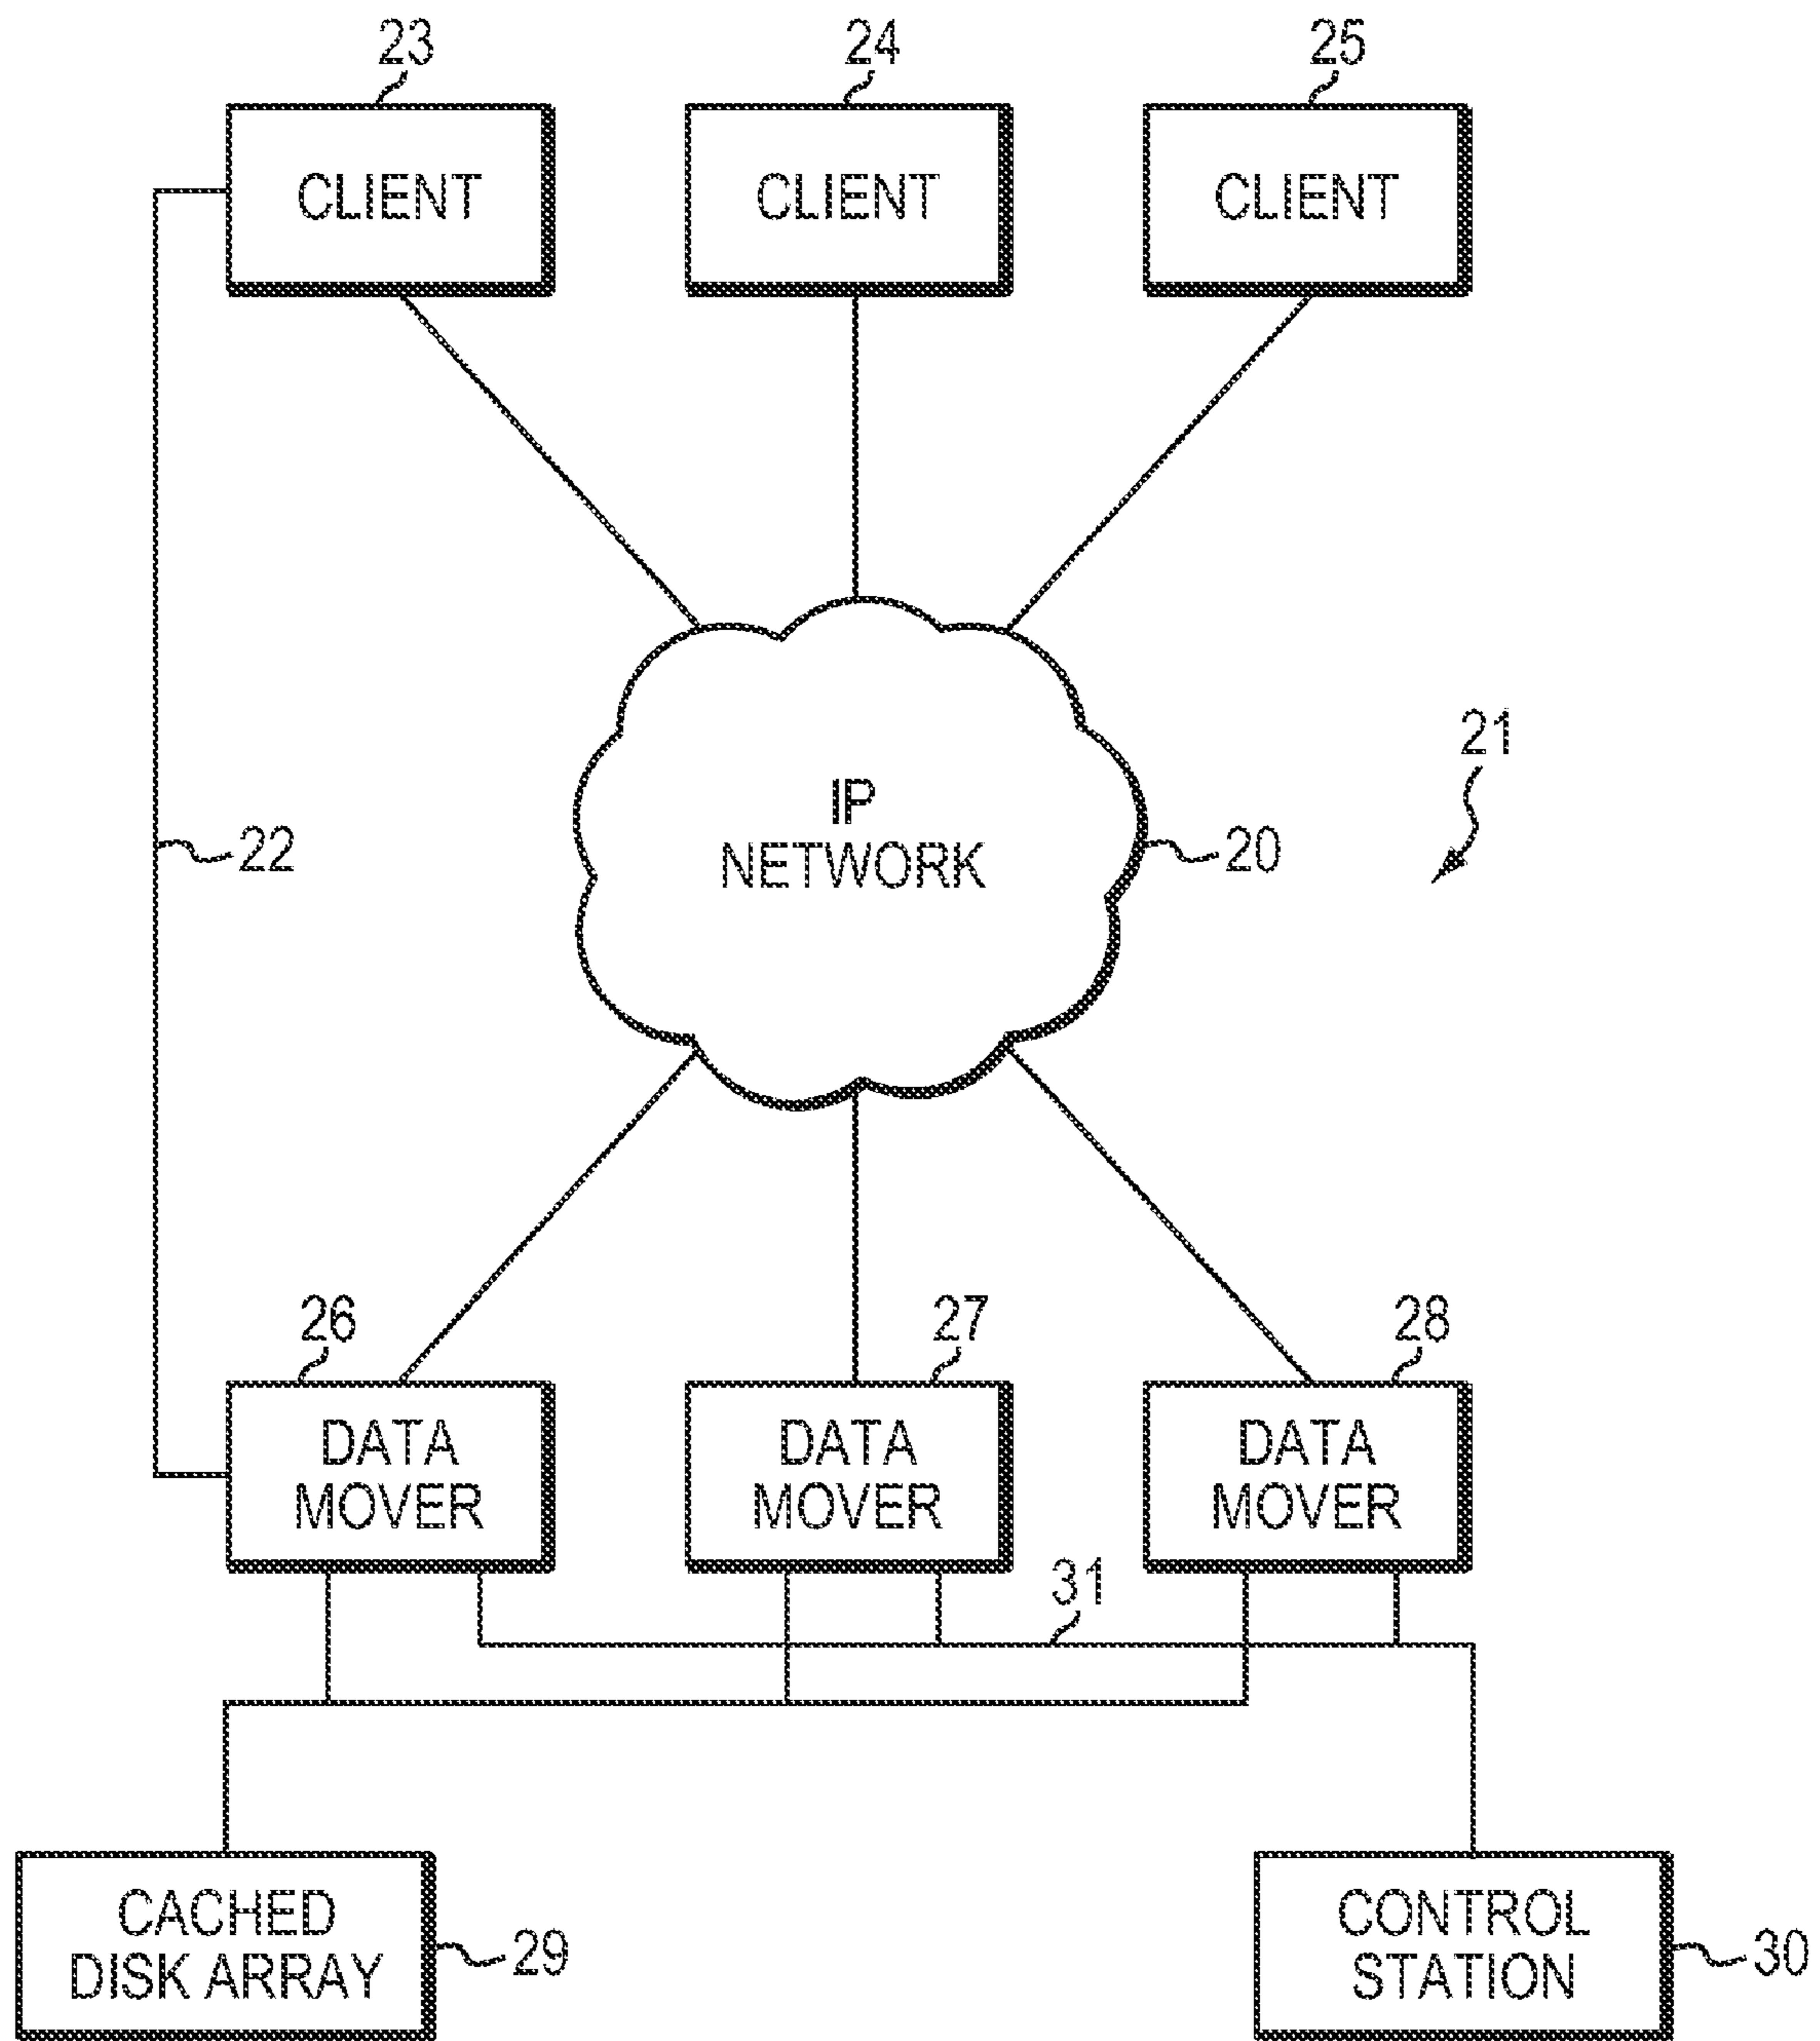 23
24
25
CLIENT
CLIENT
CLIENT
21
IP
NETWORK
22
20
26
27
28
DATA
MOVER
DATA
MOVER
DATA
MOVER
31
CACHED
DISK ARRAY
29
CONTROL
STATION
30